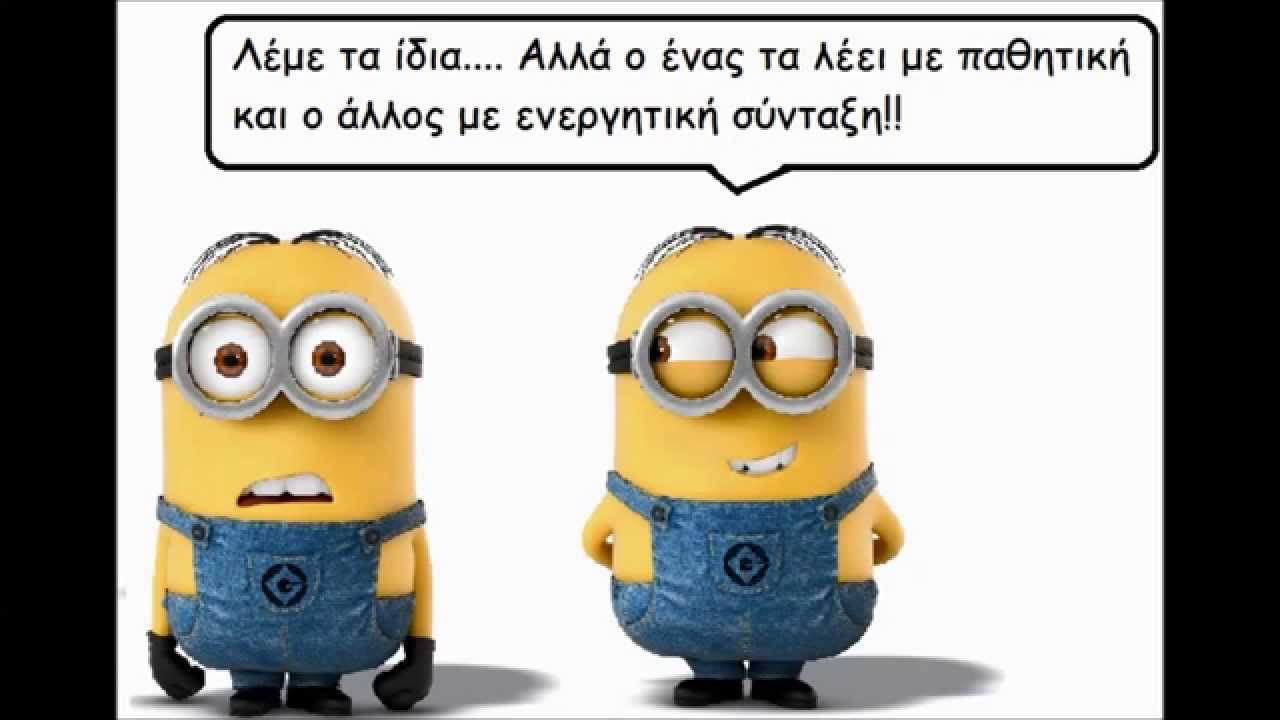 Λέμε τα ίδια.... Αλλά ο ένας τα λέει με παθητική
και ο άλλος με ενεργητική σύνταξη!!